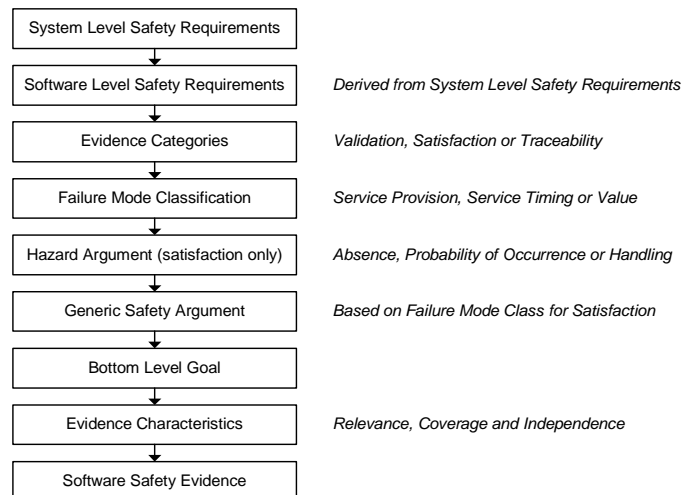 System Level Safety Requirements
Software Level Safety Requirements
Derived from System Level Safety Requirements
Evidence Categories
Validation, Satisfaction or Traceability
Failure Mode Classification
Service Provision, Service Timing or Value
Hazard Argument (satisfaction only)
Absence, Probability of Occurrence or Handling
Generic Safety Argument
Based on Failure Mode Class for Satisfaction
Bottom Level Goal
Evidence Characteristics
Relevance, Coverage and Independence
Software Safety Evidence